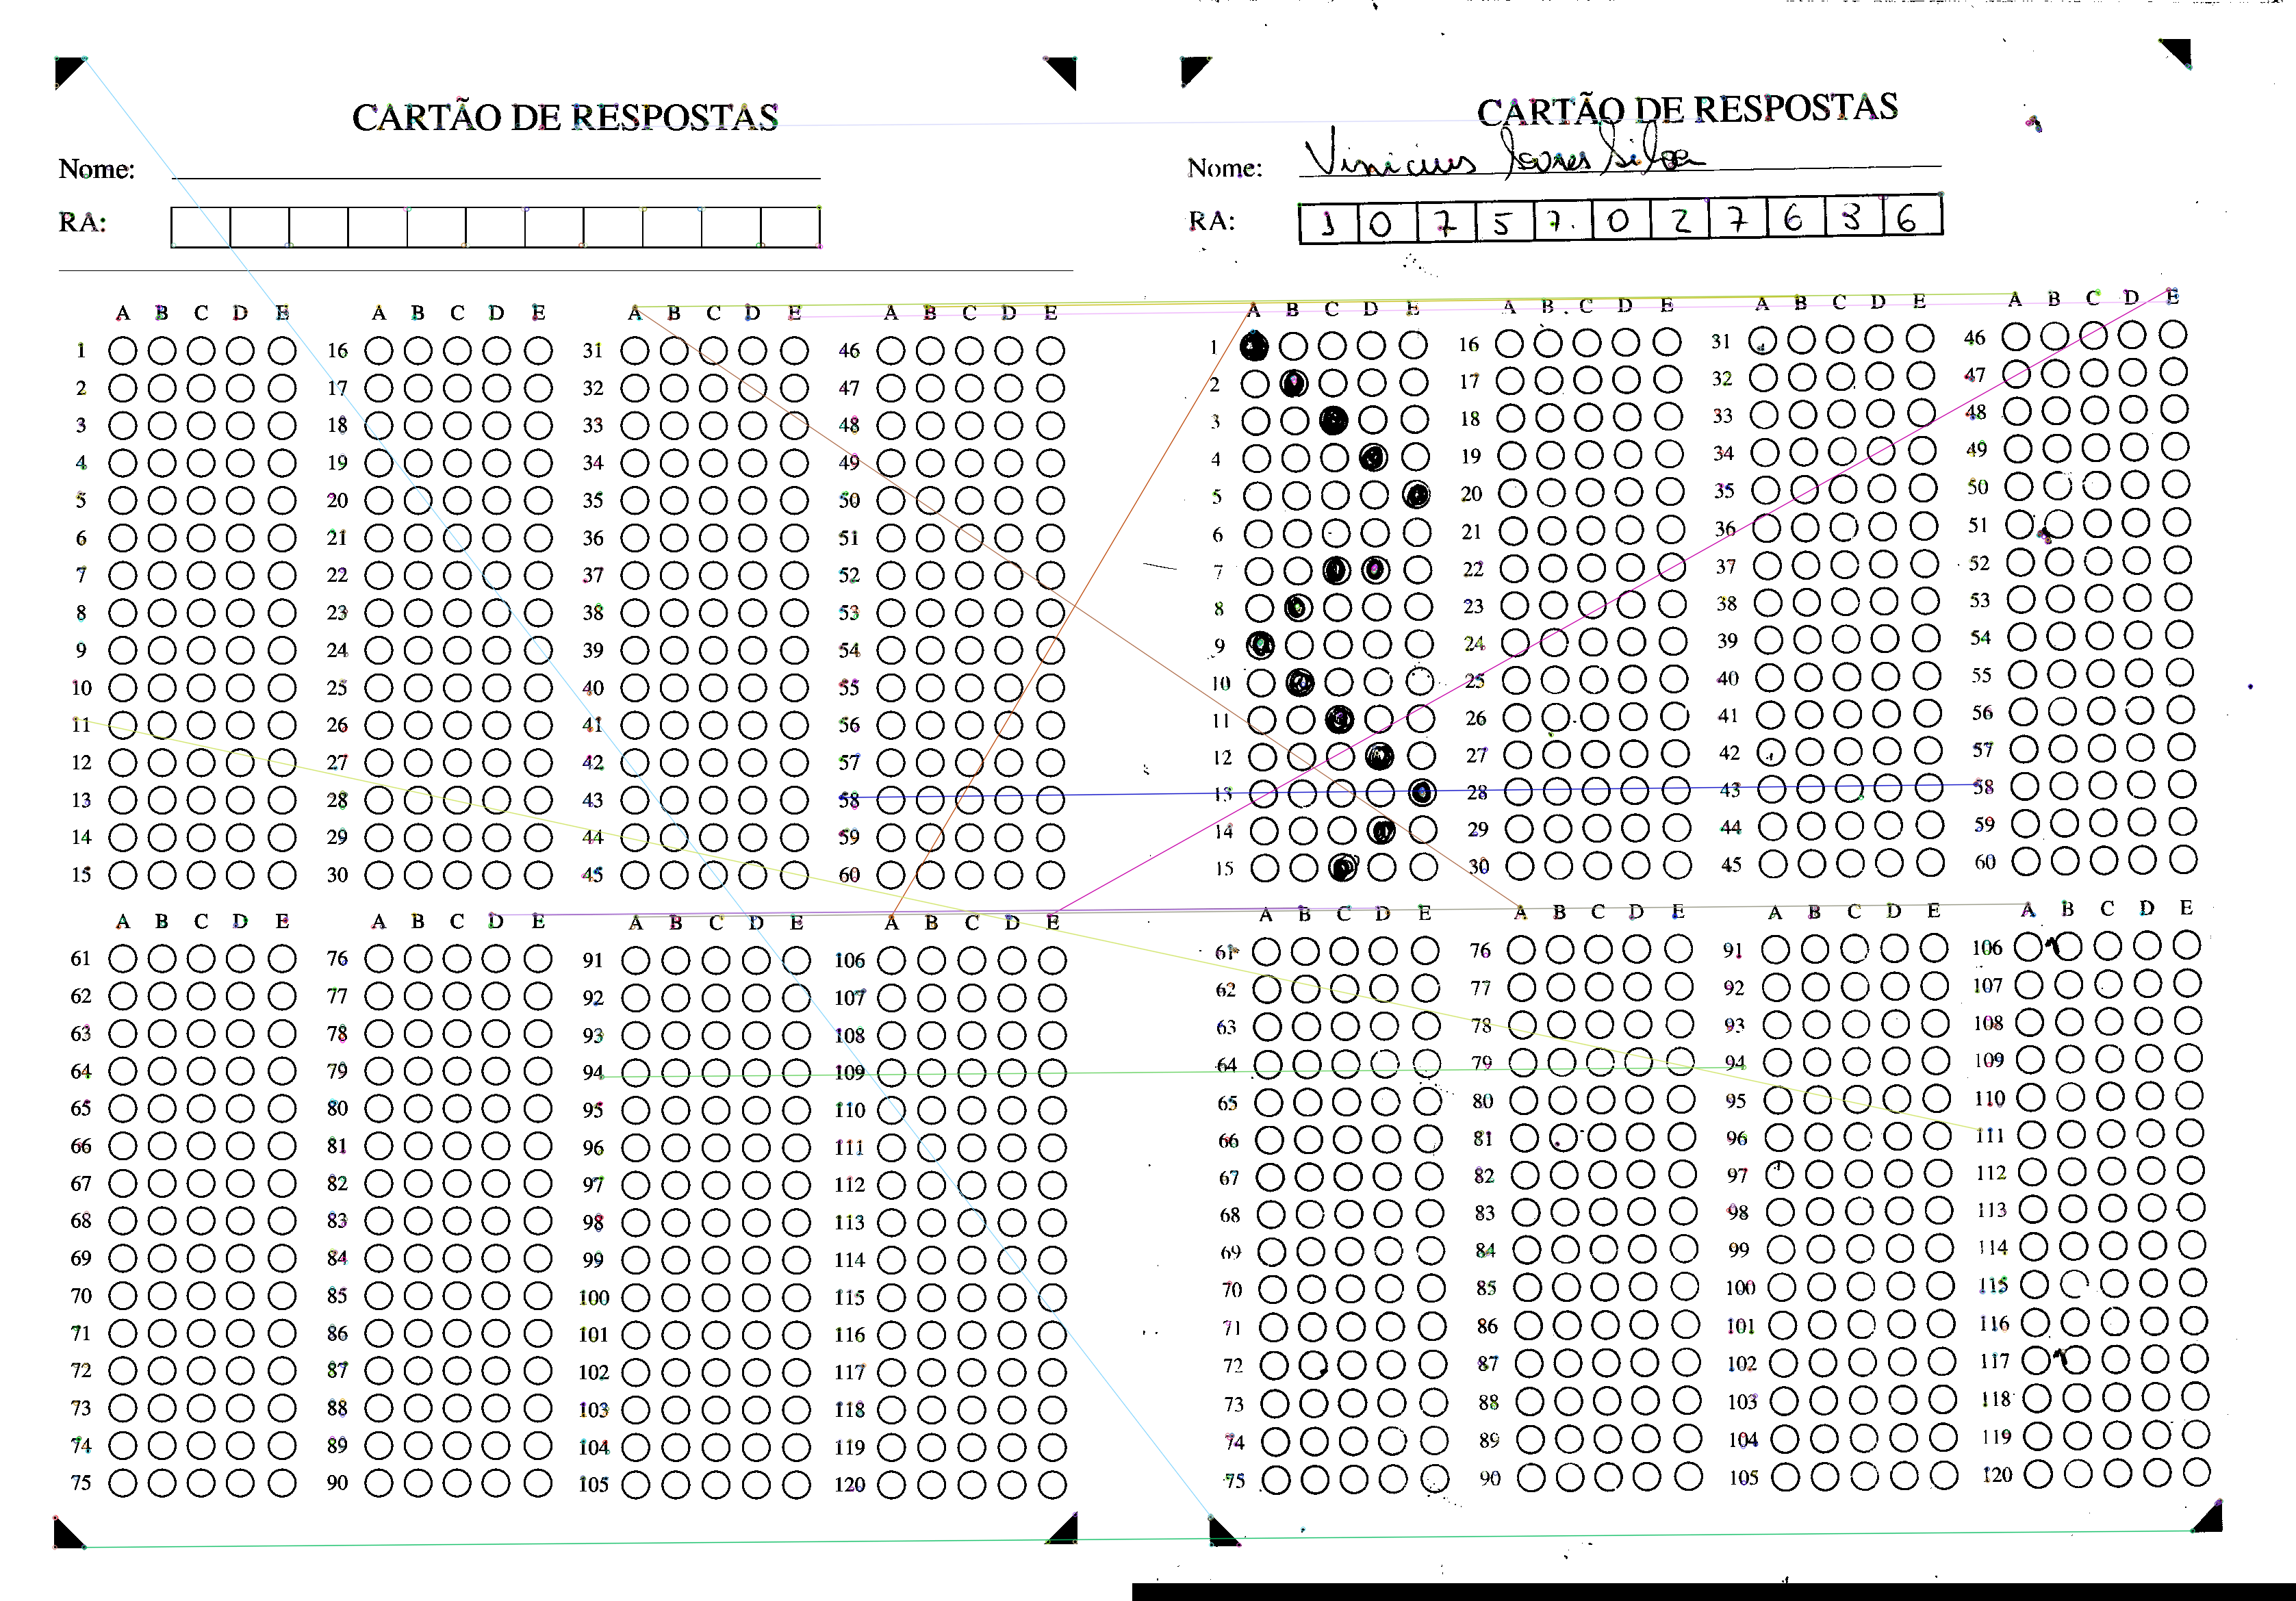 CARTÃO DE RESPOSTAS
Nome:
RA:
A B C D E A B C D E A B C D E A B C D E
1 16 31 46
2 17 32 47
3 18 33 48
4 19 34 49
5 20 35 50
6 21 36 51
7 22 37 52
8 23 38 53
9 24 39 54
10 25 40 55
11 26 41 56
12 27 42 57
13 28 43 58
14 29 44 59
15 30 45 60
A B C D E A B C D E A B C D E A B C D E
61 76 91 106
62 77 92 107
63 78 93 108
64 79 94 109
65 80 95 110
66 81 96 111
67 82 97 112
68 83 98 113
69 84 99 114
70 85 100 115
71 86 101 116
72 87 102 117
73 88 103 118
74 89 104 119
75 90 105 120
CARTÃO DE RESPOSTAS
Nome: Vinicius Silva
RA: 1 0 7 5 7. 0 2 7 6 3 6
A B C D E A B C D E A B C D E A B C D E
1 16 31 46
2 17 32 47
3 18 33 48
4 19 34 49
5 20 35 50
6 21 36 51
7 22 37 52
8 23 38 53
9 24 39 54
10 25 40 55
11 26 41 56
12 27 42 57
13 28 43 58
14 29 44 59
15 30 45 60
A B C D E A B C D E A B C D E A B C D E
61 76 91 106
62 77 92 107
63 78 93 108
64 79 94 109
65 80 95 110
66 81 96 111
67 82 97 112
68 83 98 113
69 84 99 114
70 85 100 115
71 86 101 116
72 87 102 117
73 88 103 118
74 89 104 119
75 90 105 120